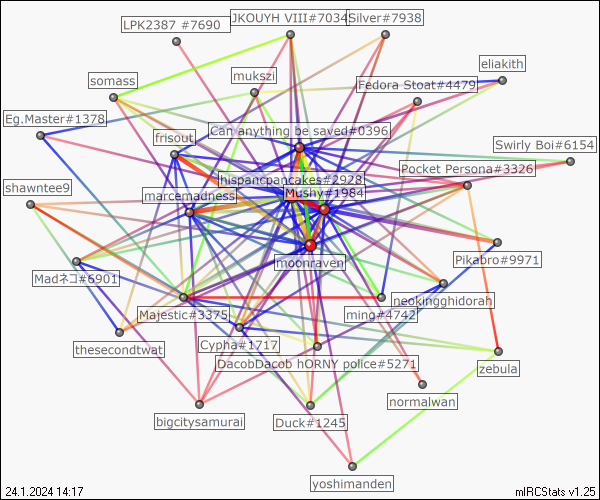 LPK2387 #7690
JKOUYH VIII#7034
Silver#7938
eliakith
mukszi
somass
Fedora Stoat#4479
Eg.Master#1378
frisout
Can anything be saved#0396
Swirly Boi#6154
Pocket Persona#3326
hispancpancakes#2928
shawntee9
marcemadness
Mushy#1984
moonraven
Pikabro#9971
Madネコ#6901
neokingghidorah
Majestic#3375
ming#4742
Cypha#1717
thesecondtwat
DacobDacob hORNY police#5271
zebula
normalwan
bigcitysamurai
Duck#1245
yoshimanden
24.1.2024 14:17
mIRCStats v1.25